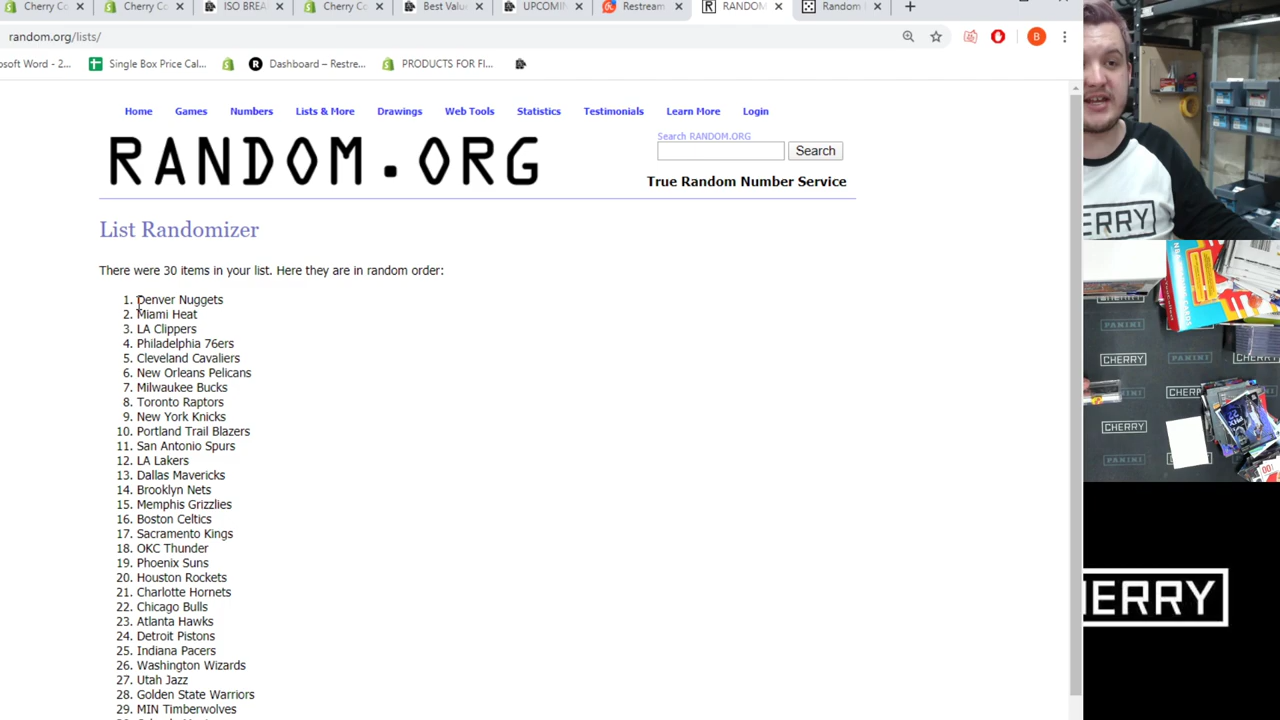 Cherry Co
Cherry Co
ISO BREA
Cherry Co
Best Value
UPCOMIN
Restream
RANDOM
Random
random.org/lists/
B
osoft Word - 2...
Single Box Price Cal...
Dashboard – Restre...
PRODUCTS FOR FI...
Home
Games
Numbers
Lists & More
Drawings
Web Tools
Statistics
Testimonials
Learn More
Login
RANDOM.ORG
Search RANDOM.ORG
Search
True Random Number Service
List Randomizer
There were 30 items in your list. Here they are in random order:
1. Denver Nuggets
2. Miami Heat
3. LA Clippers
4. Philadelphia 76ers
5. Cleveland Cavaliers
6. New Orleans Pelicans
7. Milwaukee Bucks
8. Toronto Raptors
9. New York Knicks
10. Portland Trail Blazers
11. San Antonio Spurs
12. LA Lakers
13. Dallas Mavericks
14. Brooklyn Nets
15. Memphis Grizzlies
16. Boston Celtics
17. Sacramento Kings
18. OKC Thunder
19. Phoenix Suns
20. Houston Rockets
21. Charlotte Hornets
22. Chicago Bulls
23. Atlanta Hawks
24. Detroit Pistons
25. Indiana Pacers
26. Washington Wizards
27. Utah Jazz
28. Golden State Warriors
29. MIN Timberwolves
ERRY
CHERRY
PANINI
CHERRY
CHERRY
PANINI
CHERRY
PANINI
CHERRY
PANINI
CHERRY
HERRY